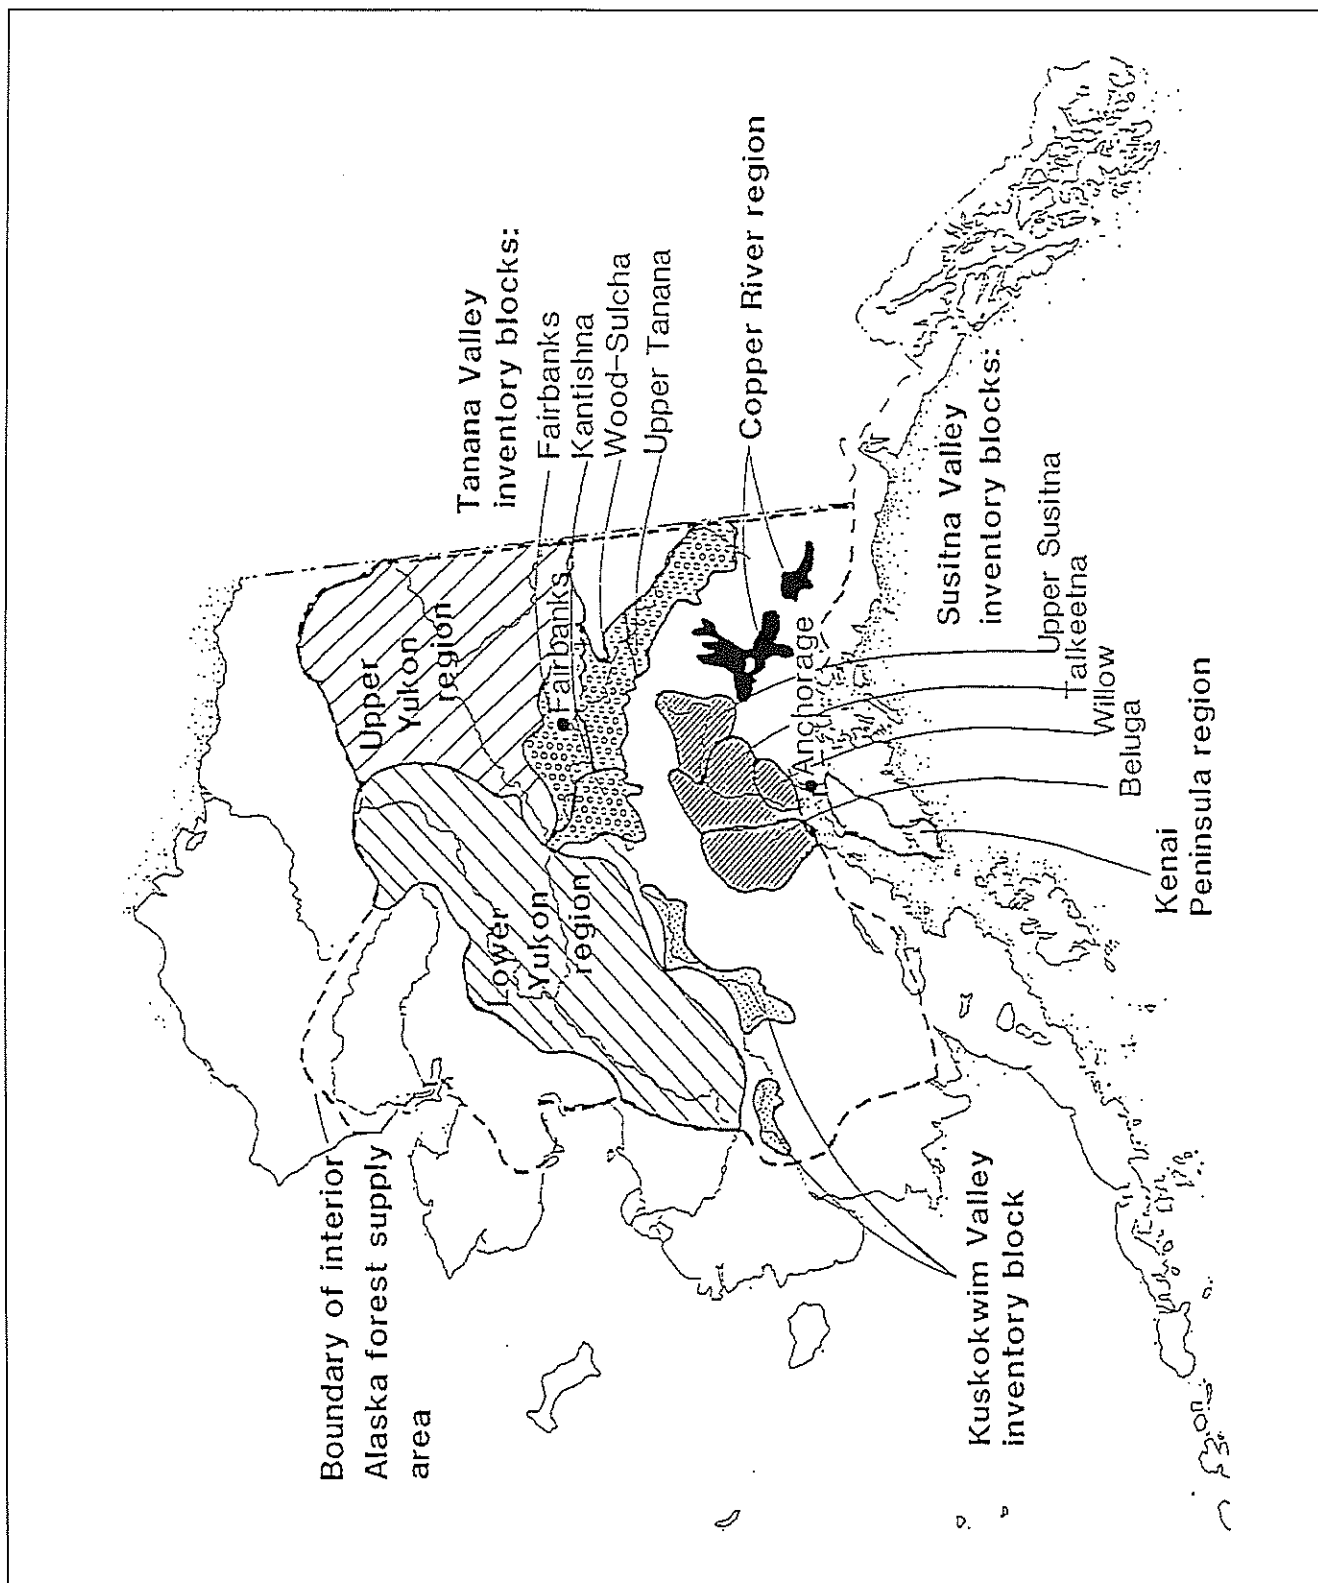 Boundary of interior
Alaska forest supply
area
Upper
Yukon
region
Lower
Yukon
region
Tanana Valley
inventory blocks:
Fairbanks
Kantishna
Wood-Sulcha
Upper Tanana
Fairbanks
Copper River region
Anchorage
Susitna Valley
inventory blocks:
Upper Susitna
Talkeetna
Willow
Beluga
Kenai
Peninsula region
Kuskokwim Valley
inventory block